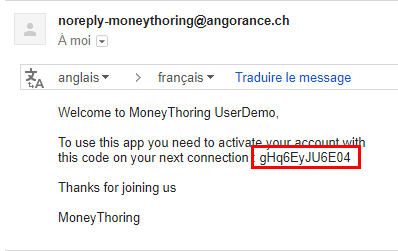 noreply-moneythoring@angorance.ch
À moi
anglais français Traduire le message
Welcome to MoneyThoring UserDemo,
To use this app you need to activate your account with
this code on your next connection : gHq6EyJU6E04
Thanks for joining us
MoneyThoring